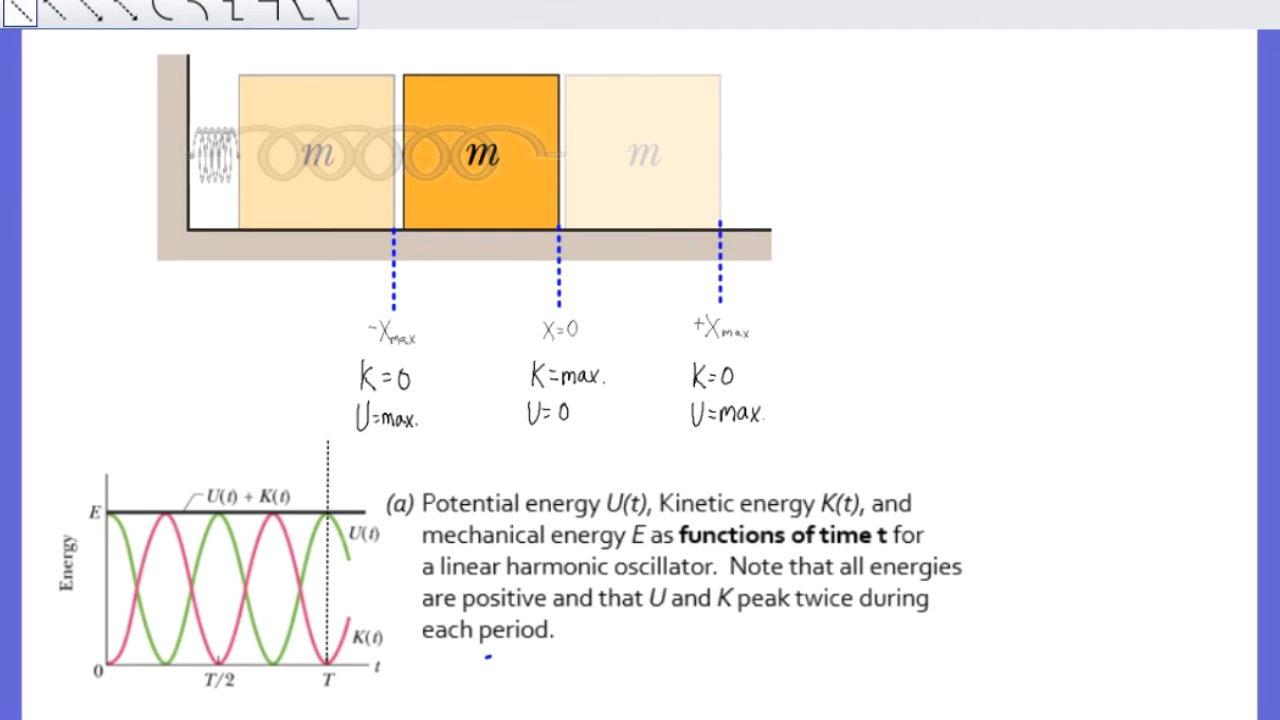 m m m
-Xmax X=0 +Xmax
K=0 K=max. K=0
U=max. U=0 U=max.
U(t) + K(t)
E
U(t)
Energy
K(t)
0
T/2 T t
(a) Potential energy U(t), Kinetic energy K(t), and
mechanical energy E as functions of time t for
a linear harmonic oscillator. Note that all energies
are positive and that U and K peak twice during
each period.